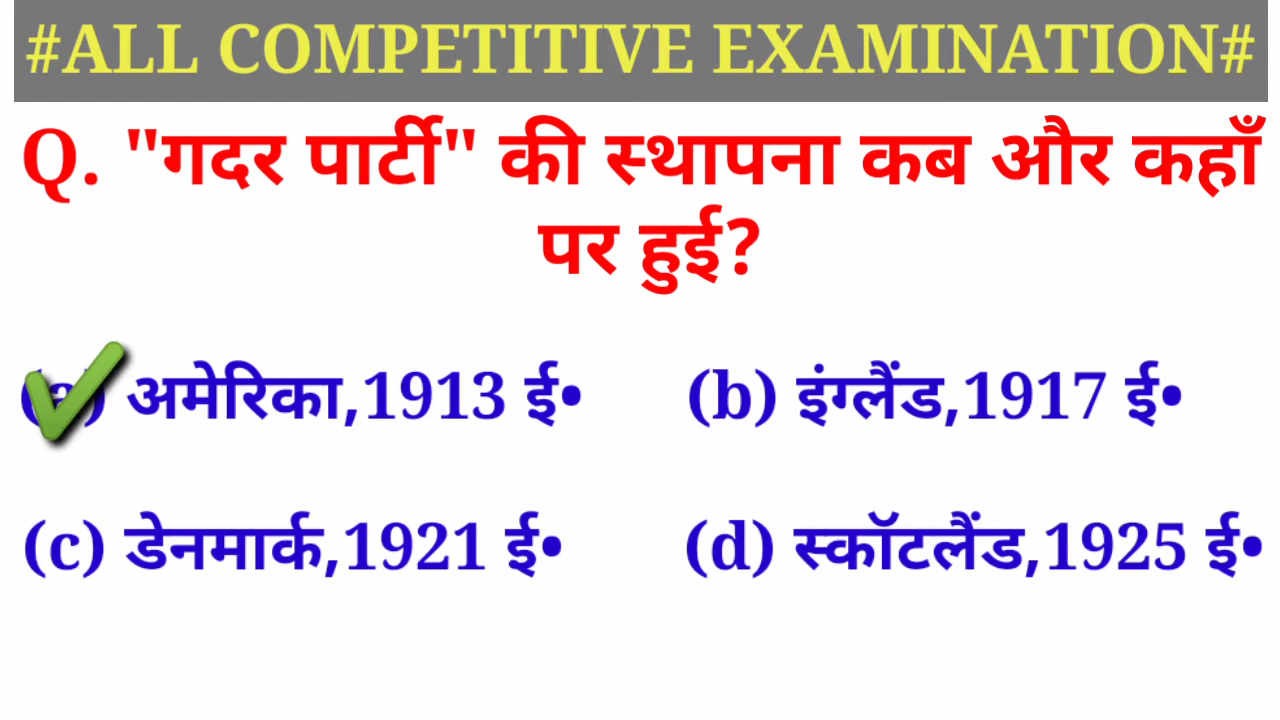 #ALL COMPETITIVE EXAMINATION#
Q. "गदर पार्टी" की स्थापना कब और कहाँ
पर हुई?
(a) अमेरिका,1913 ई• (b) इंग्लैंड,1917 ई•
(c) डेनमार्क,1921 ई• (d) स्कॉटलैंड,1925 ई•